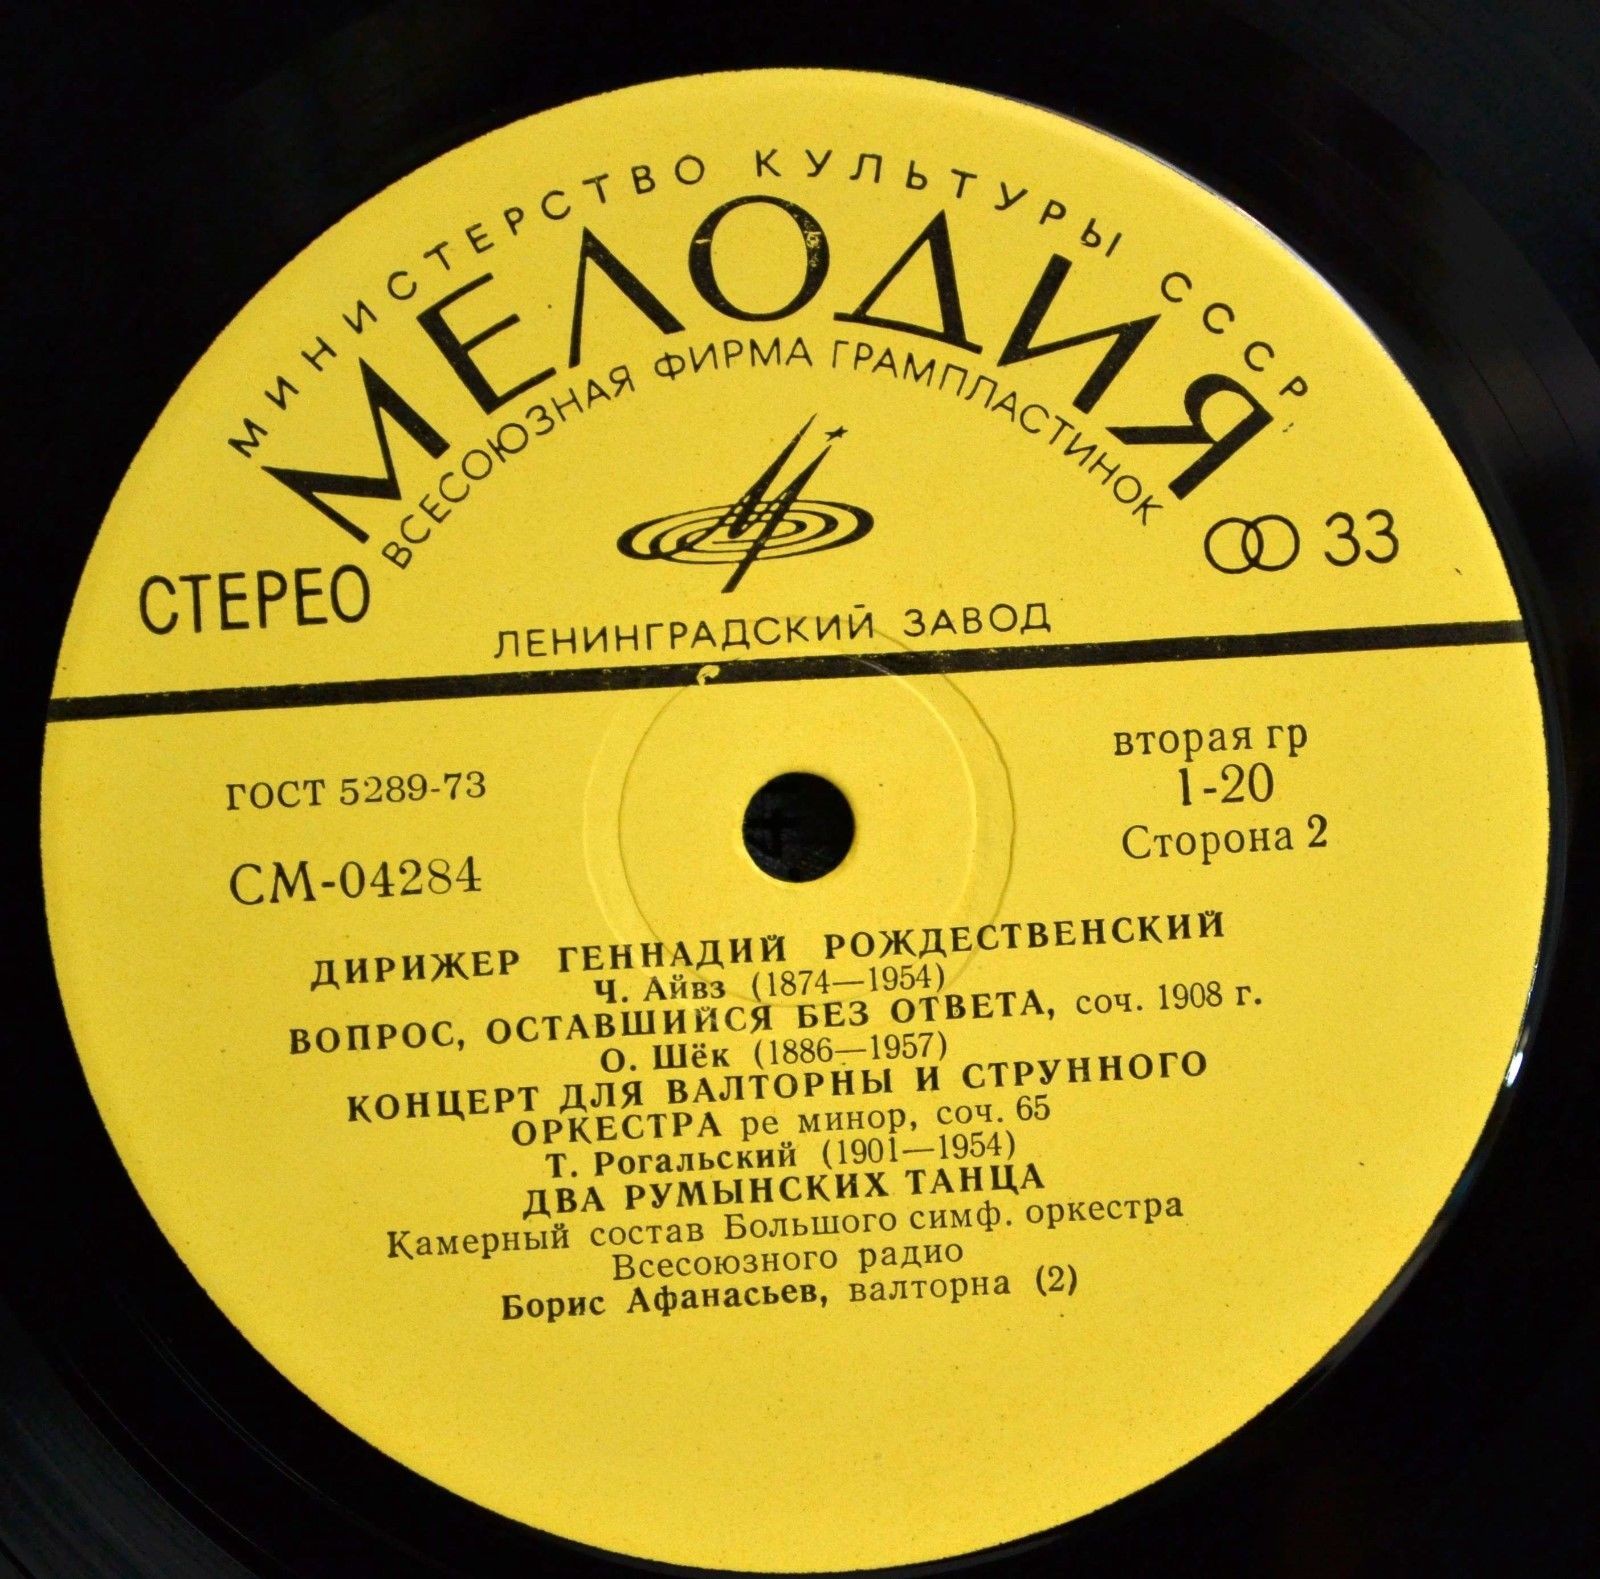 МИНИСТЕРСТВО КУЛЬТУРЫ СССР
МЕЛОДИЯ
ВСЕСОЮЗНАЯ ФИРМА ГРАМПЛАСТИНОК
СТЕРЕО
33
ЛЕНИНГРАДСКИЙ ЗАВОД
ГОСТ 5289-73
СМ-04284
вторая гр
1-20
Сторона 2
ДИРИЖЕР ГЕННАДИЙ РОЖДЕСТВЕНСКИЙ
Ч. Айвз (1874—1954)
ВОПРОС, ОСТАВШИЙСЯ БЕЗ ОТВЕТА, соч. 1908 г.
О. Шёк (1886—1957)
КОНЦЕРТ ДЛЯ ВАЛТОРНЫ И СТРУННОГО
ОРКЕСТРА ре минор, соч. 65
Т. Рогальский (1901—1954)
ДВА РУМЫНСКИХ ТАНЦА
Камерный состав Большого симф. оркестра
Всесоюзного радио
Борис Афанасьев, валторна (2)